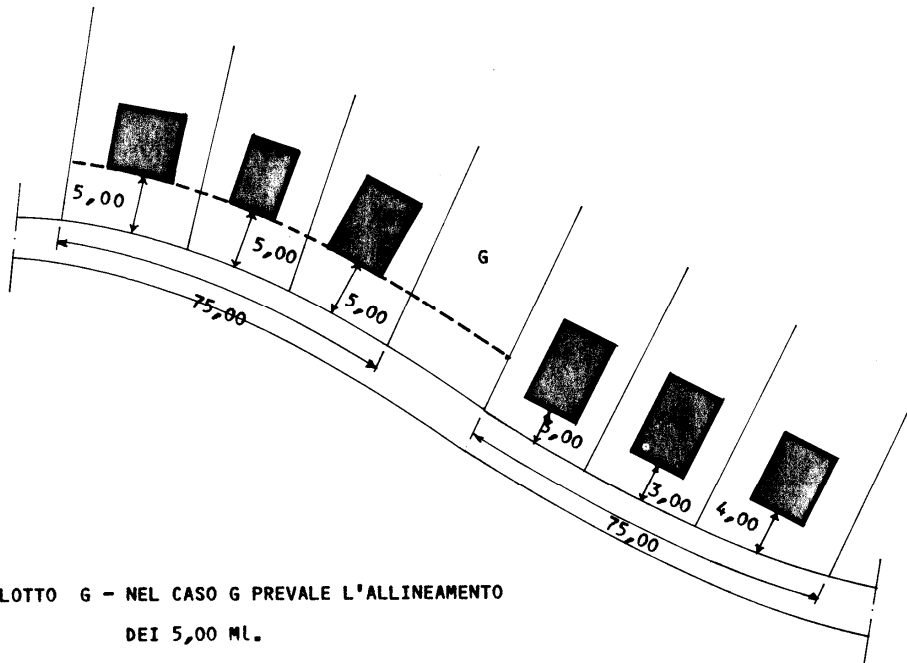 G
5,00
5,00
5,00
75,00
3,00
3,00
4,00
75,00
LOTTO G - NEL CASO G PREVALE L'ALLINEAMENTO
DEI 5,00 Ml.